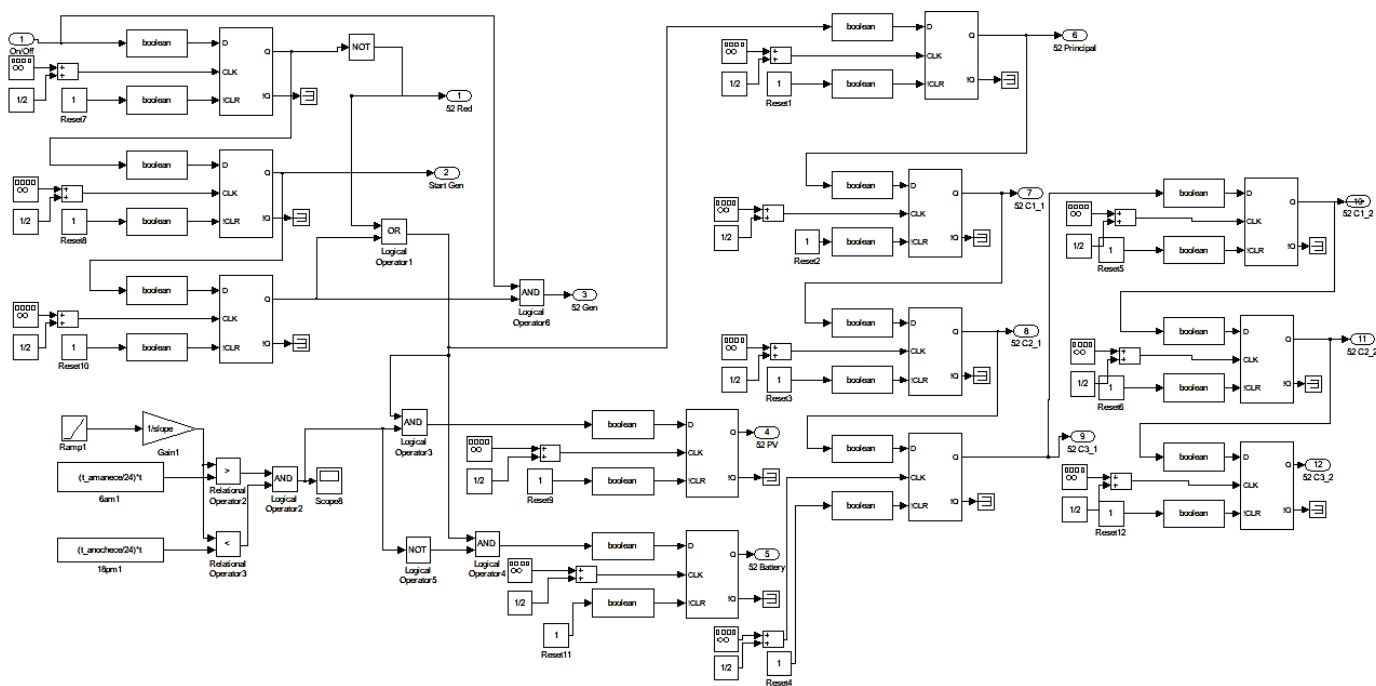 1
On/Off
boolean
D
Q
NOT
+
+
CLK
1/2
1
Reset7
boolean
!CLR
!Q
1
52 Red
boolean
D
Q
2
Start Gen
+
+
CLK
1/2
1
Reset8
boolean
!CLR
!Q
OR
Logical
Operator1
boolean
D
Q
AND
Logical
Operator6
3
52 Gen
+
+
CLK
1/2
1
Reset10
boolean
!CLR
!Q
Ramp1
1/slope
Gain1
(t_amanece/24)*t
6am1
>
Relational
Operator2
AND
Logical
Operator2
Scope8
(t_anochece/24)*t
18pm1
<
Relational
Operator3
AND
Logical
Operator3
NOT
Logical
Operator5
AND
Logical
Operator4
boolean
D
Q
4
52 PV
+
+
CLK
1/2
1
Reset9
boolean
!CLR
!Q
boolean
D
Q
5
52 Battery
+
+
CLK
1/2
1
Reset11
boolean
!CLR
!Q
boolean
D
Q
6
52 Principal
+
+
CLK
1/2
1
Reset1
boolean
!CLR
!Q
boolean
D
Q
7
52 C1_1
+
+
CLK
1/2
1
Reset2
boolean
!CLR
!Q
boolean
D
Q
8
52 C2_1
+
+
CLK
1/2
1
Reset3
boolean
!CLR
!Q
boolean
D
Q
9
52 C3_1
+
+
CLK
1/2
1
Reset4
boolean
!CLR
!Q
boolean
D
Q
10
52 C1_2
+
+
CLK
1/2
1
Reset5
boolean
!CLR
!Q
boolean
D
Q
11
52 C2_2
+
+
CLK
1/2
1
Reset6
boolean
!CLR
!Q
boolean
D
Q
12
52 C3_2
+
+
CLK
1/2
1
Reset12
boolean
!CLR
!Q